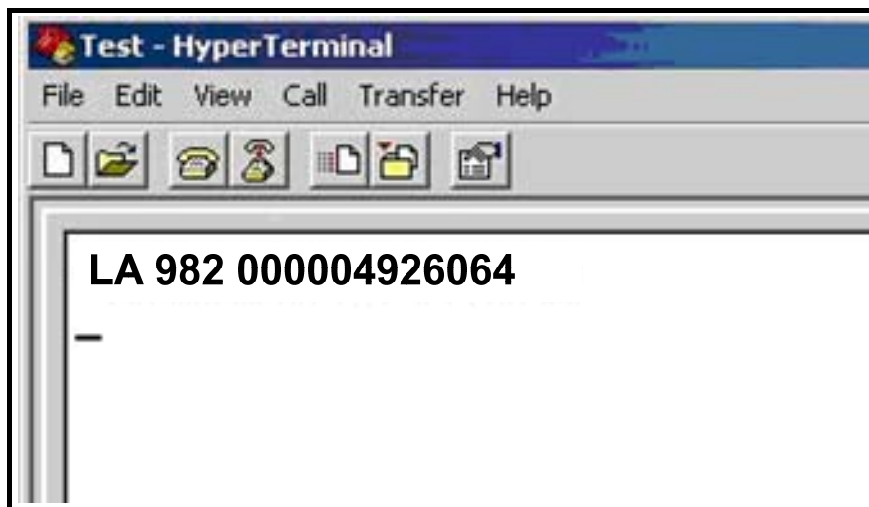 Test - HyperTerminal
File Edit View Call Transfer Help
LA 982 000004926064